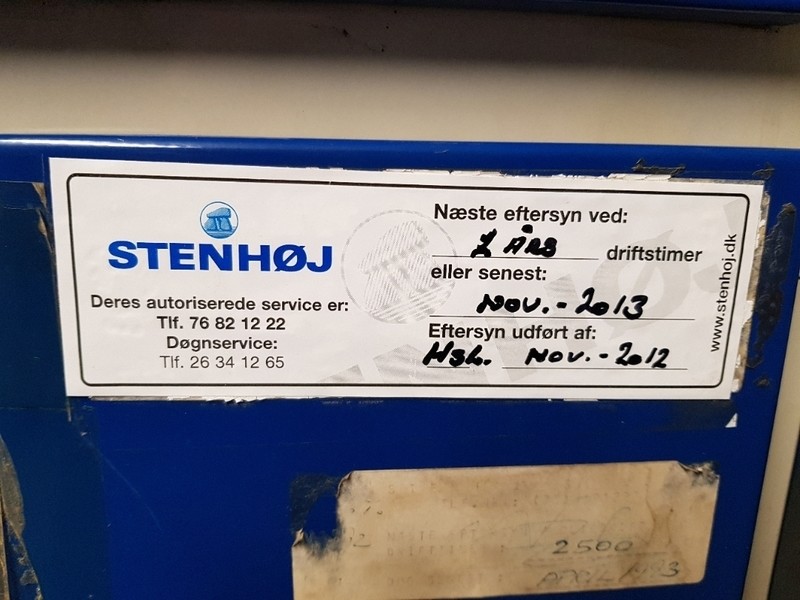 STENHØJ
Deres autoriserede service er:
Tlf. 76 82 12 22
Døgnservice:
Tlf. 26 34 12 65
Næste eftersyn ved:
1 ÅRS driftstimer
eller senest:
NOV. - 2013
Eftersyn udført af:
HSL. NOV. - 2012
www.stenhoj.dk
2500